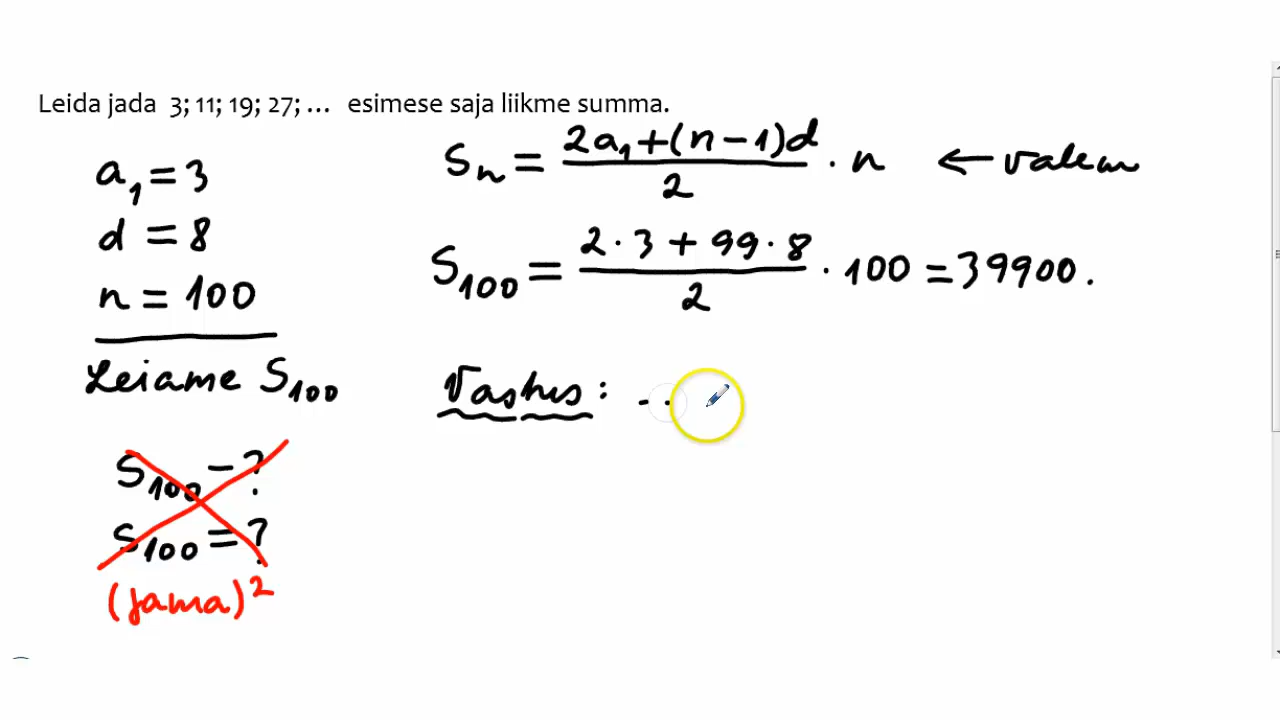 Leida jada 3; 11; 19; 27; … esimese saja liikme summa.
a₁ = 3
d = 8
n = 100
Leiame S₁₀₀
S₁₀₀ – ?
S₁₀₀ = ?
(jama)²
Sₙ = (2a₁ + (n – 1)d)/2 · n ← valem
S₁₀₀ = (2 · 3 + 99 · 8)/2 · 100 = 39900.
Vastus: ..